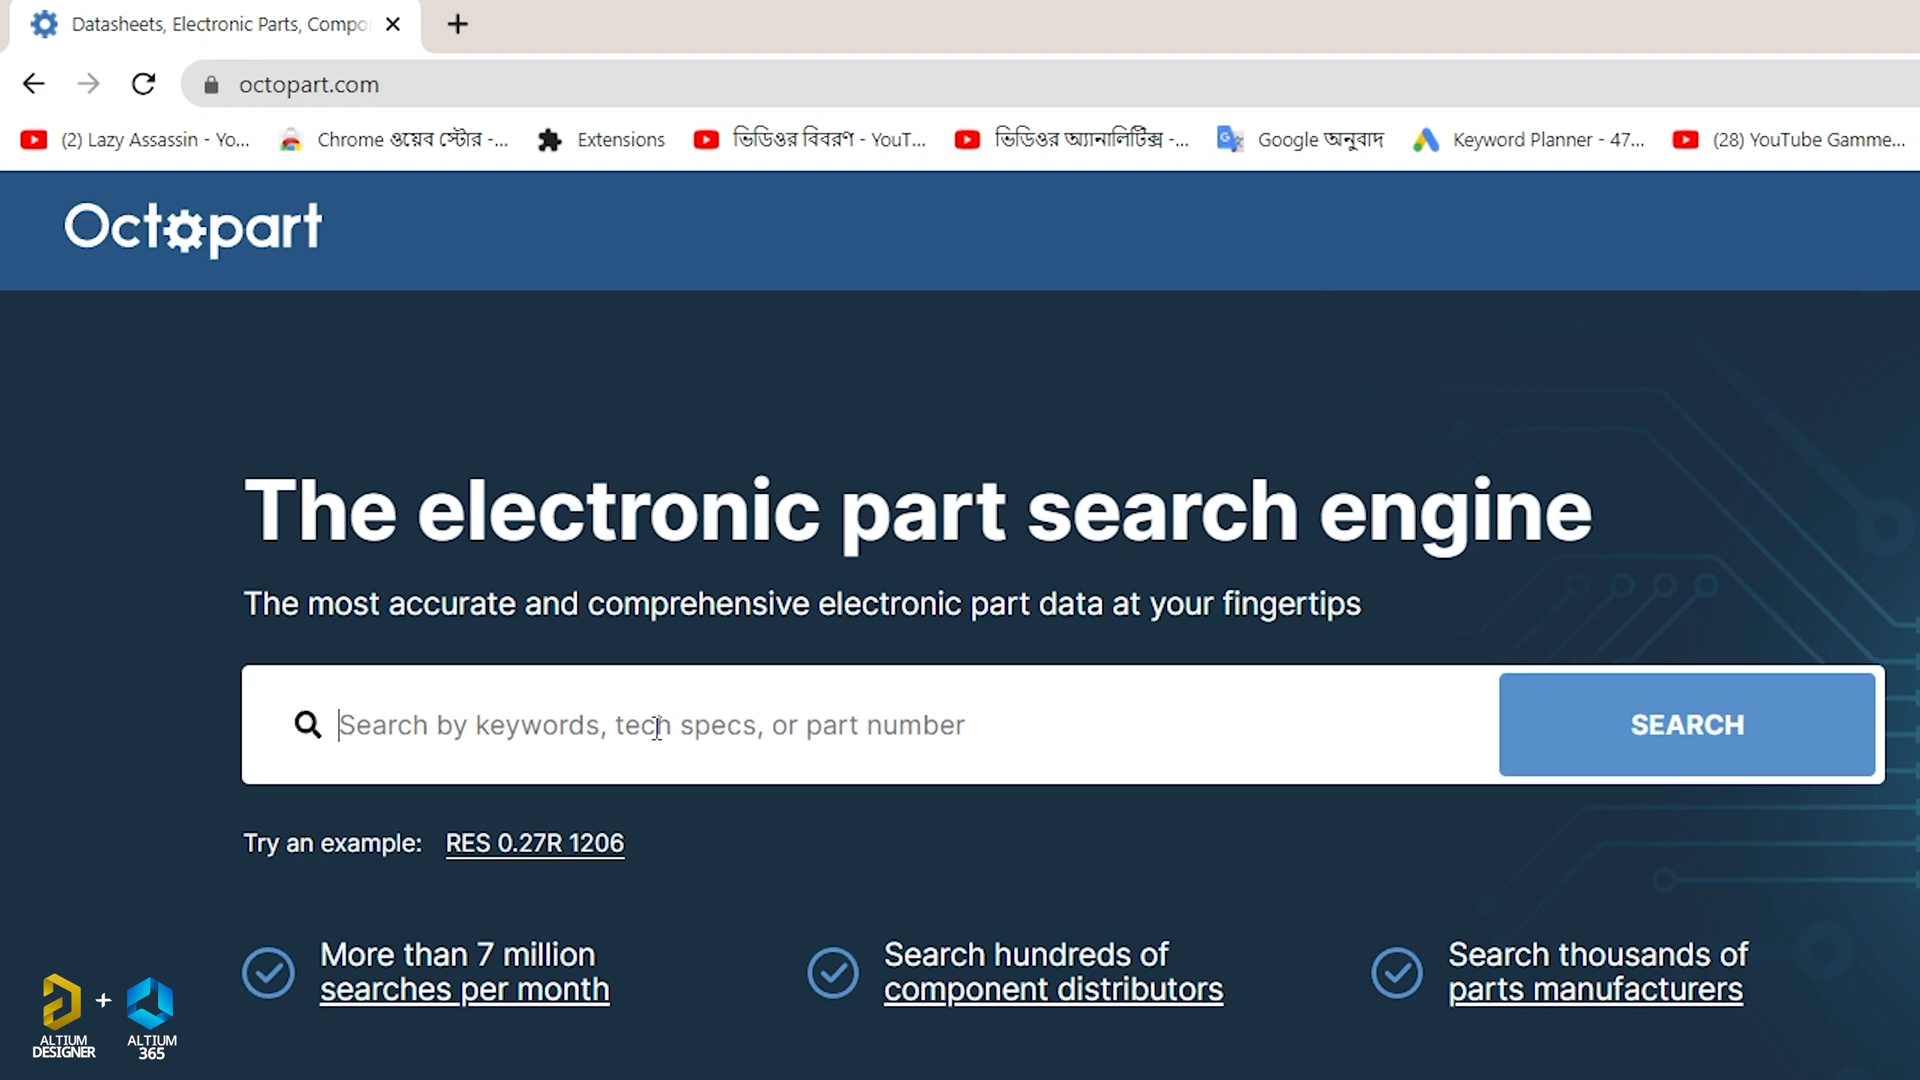 Datasheets, Electronic Parts, Compo
octopart.com
(2) Lazy Assassin - Yo...
Chrome ওয়েব স্টোর -...
Extensions
ভিডিওর বিবরণ - YouT...
ভিডিওর অ্যানালিটিক্স -...
Google অনুবাদ
Keyword Planner - 47...
(28) YouTube Gamme...
Octopart
The electronic part search engine
The most accurate and comprehensive electronic part data at your fingertips
Search by keywords, tech specs, or part number
SEARCH
Try an example: RES 0.27R 1206
More than 7 million
searches per month
Search hundreds of
component distributors
Search thousands of
parts manufacturers
ALTIUM
DESIGNER
+
ALTIUM
365